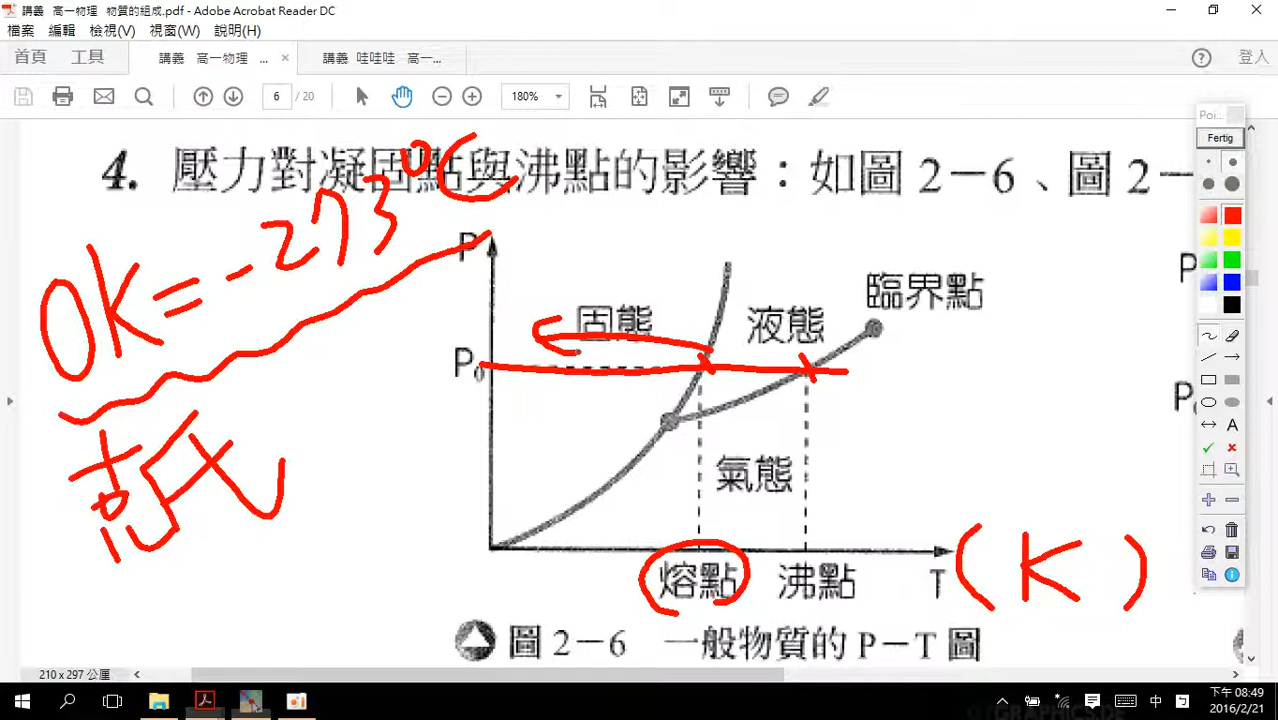 講義 高一物理 物質的組成.pdf - Adobe Acrobat Reader DC
檔案 編輯 檢視(V) 視窗(W) 說明(H)
首頁 工具 講義 高一物理 ... × 講義 哇哇哇 高一... 登入
6 / 20 180%
Poi...
Fertig
4. 壓力對凝固點與沸點的影響：如圖 2－6、圖 2－
0K = -273°C
P
臨界點
固態 液態
P₀
氣態
熔點 沸點 T (K)
圖 2－6 一般物質的 P－T 圖
A
210 x 297 公厘
中
下午 08:49
2016/2/21